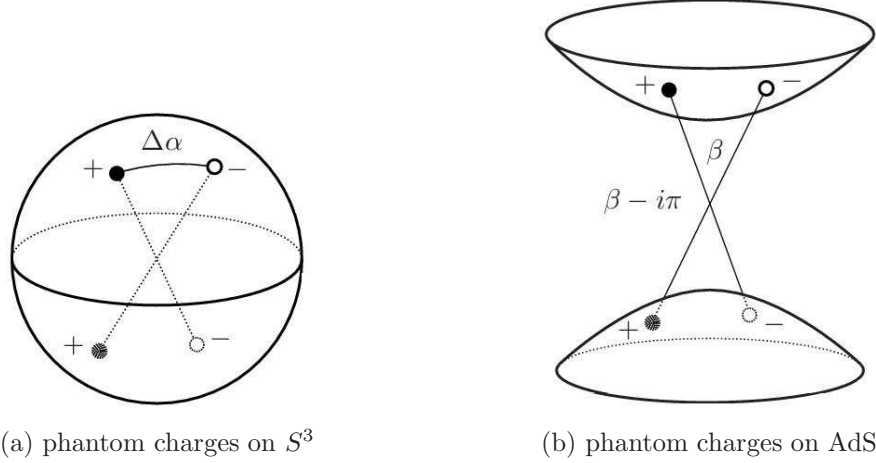 Δα
+
−
+
−
(a) phantom charges on S³
+
−
β
β − iπ
+
−
(b) phantom charges on AdS